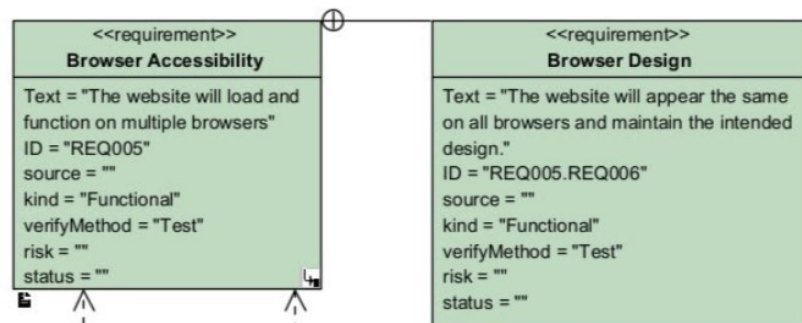 <<requirement>>
Browser Accessibility
Text = "The website will load and
function on multiple browsers"
ID = "REQ005"
source = ""
kind = "Functional"
verifyMethod = "Test"
risk = ""
status = ""
<<requirement>>
Browser Design
Text = "The website will appear the same
on all browsers and maintain the intended
design."
ID = "REQ005.REQ006"
source = ""
kind = "Functional"
verifyMethod = "Test"
risk = ""
status = ""